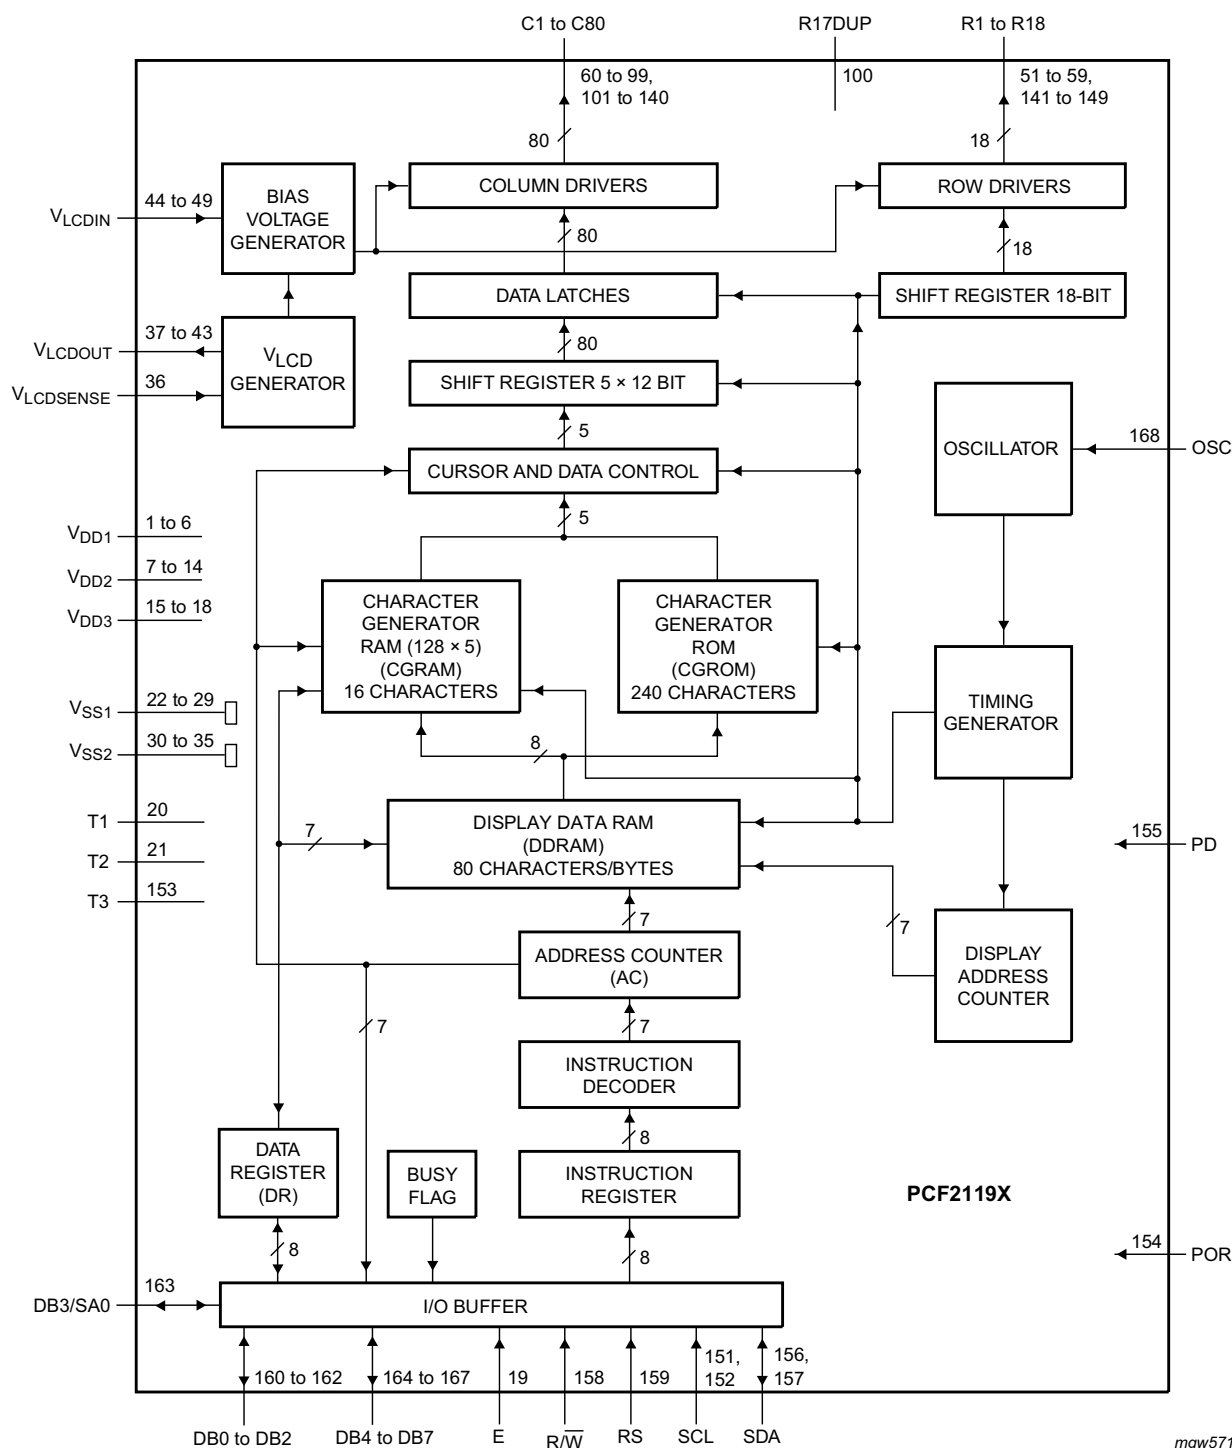 C1 to C80
R17DUP
R1 to R18
60 to 99,
101 to 140
100
51 to 59,
141 to 149
80
18
COLUMN DRIVERS
ROW DRIVERS
BIAS
VOLTAGE
GENERATOR
VLCDIN
44 to 49
80
18
DATA LATCHES
SHIFT REGISTER 18-BIT
VLCDOUT
37 to 43
VLCDSENSE
36
VLCD
GENERATOR
80
SHIFT REGISTER 5 × 12 BIT
5
CURSOR AND DATA CONTROL
OSCILLATOR
168
OSC
5
VDD1
1 to 6
VDD2
7 to 14
VDD3
15 to 18
CHARACTER
GENERATOR
RAM (128 × 5)
(CGRAM)
16 CHARACTERS
CHARACTER
GENERATOR
ROM
(CGROM)
240 CHARACTERS
TIMING
GENERATOR
VSS1
22 to 29
VSS2
30 to 35
8
T1
20
T2
21
T3
153
7
DISPLAY DATA RAM
(DDRAM)
80 CHARACTERS/BYTES
155
PD
7
7
ADDRESS COUNTER
(AC)
DISPLAY
ADDRESS
COUNTER
7
7
INSTRUCTION
DECODER
8
DATA
REGISTER
(DR)
BUSY
FLAG
INSTRUCTION
REGISTER
PCF2119X
8
8
154
POR
DB3/SA0
163
I/O BUFFER
160 to 162
164 to 167
19
158
159
151,
152
156,
157
DB0 to DB2
DB4 to DB7
E
R/W̅
RS
SCL
SDA
mgw571